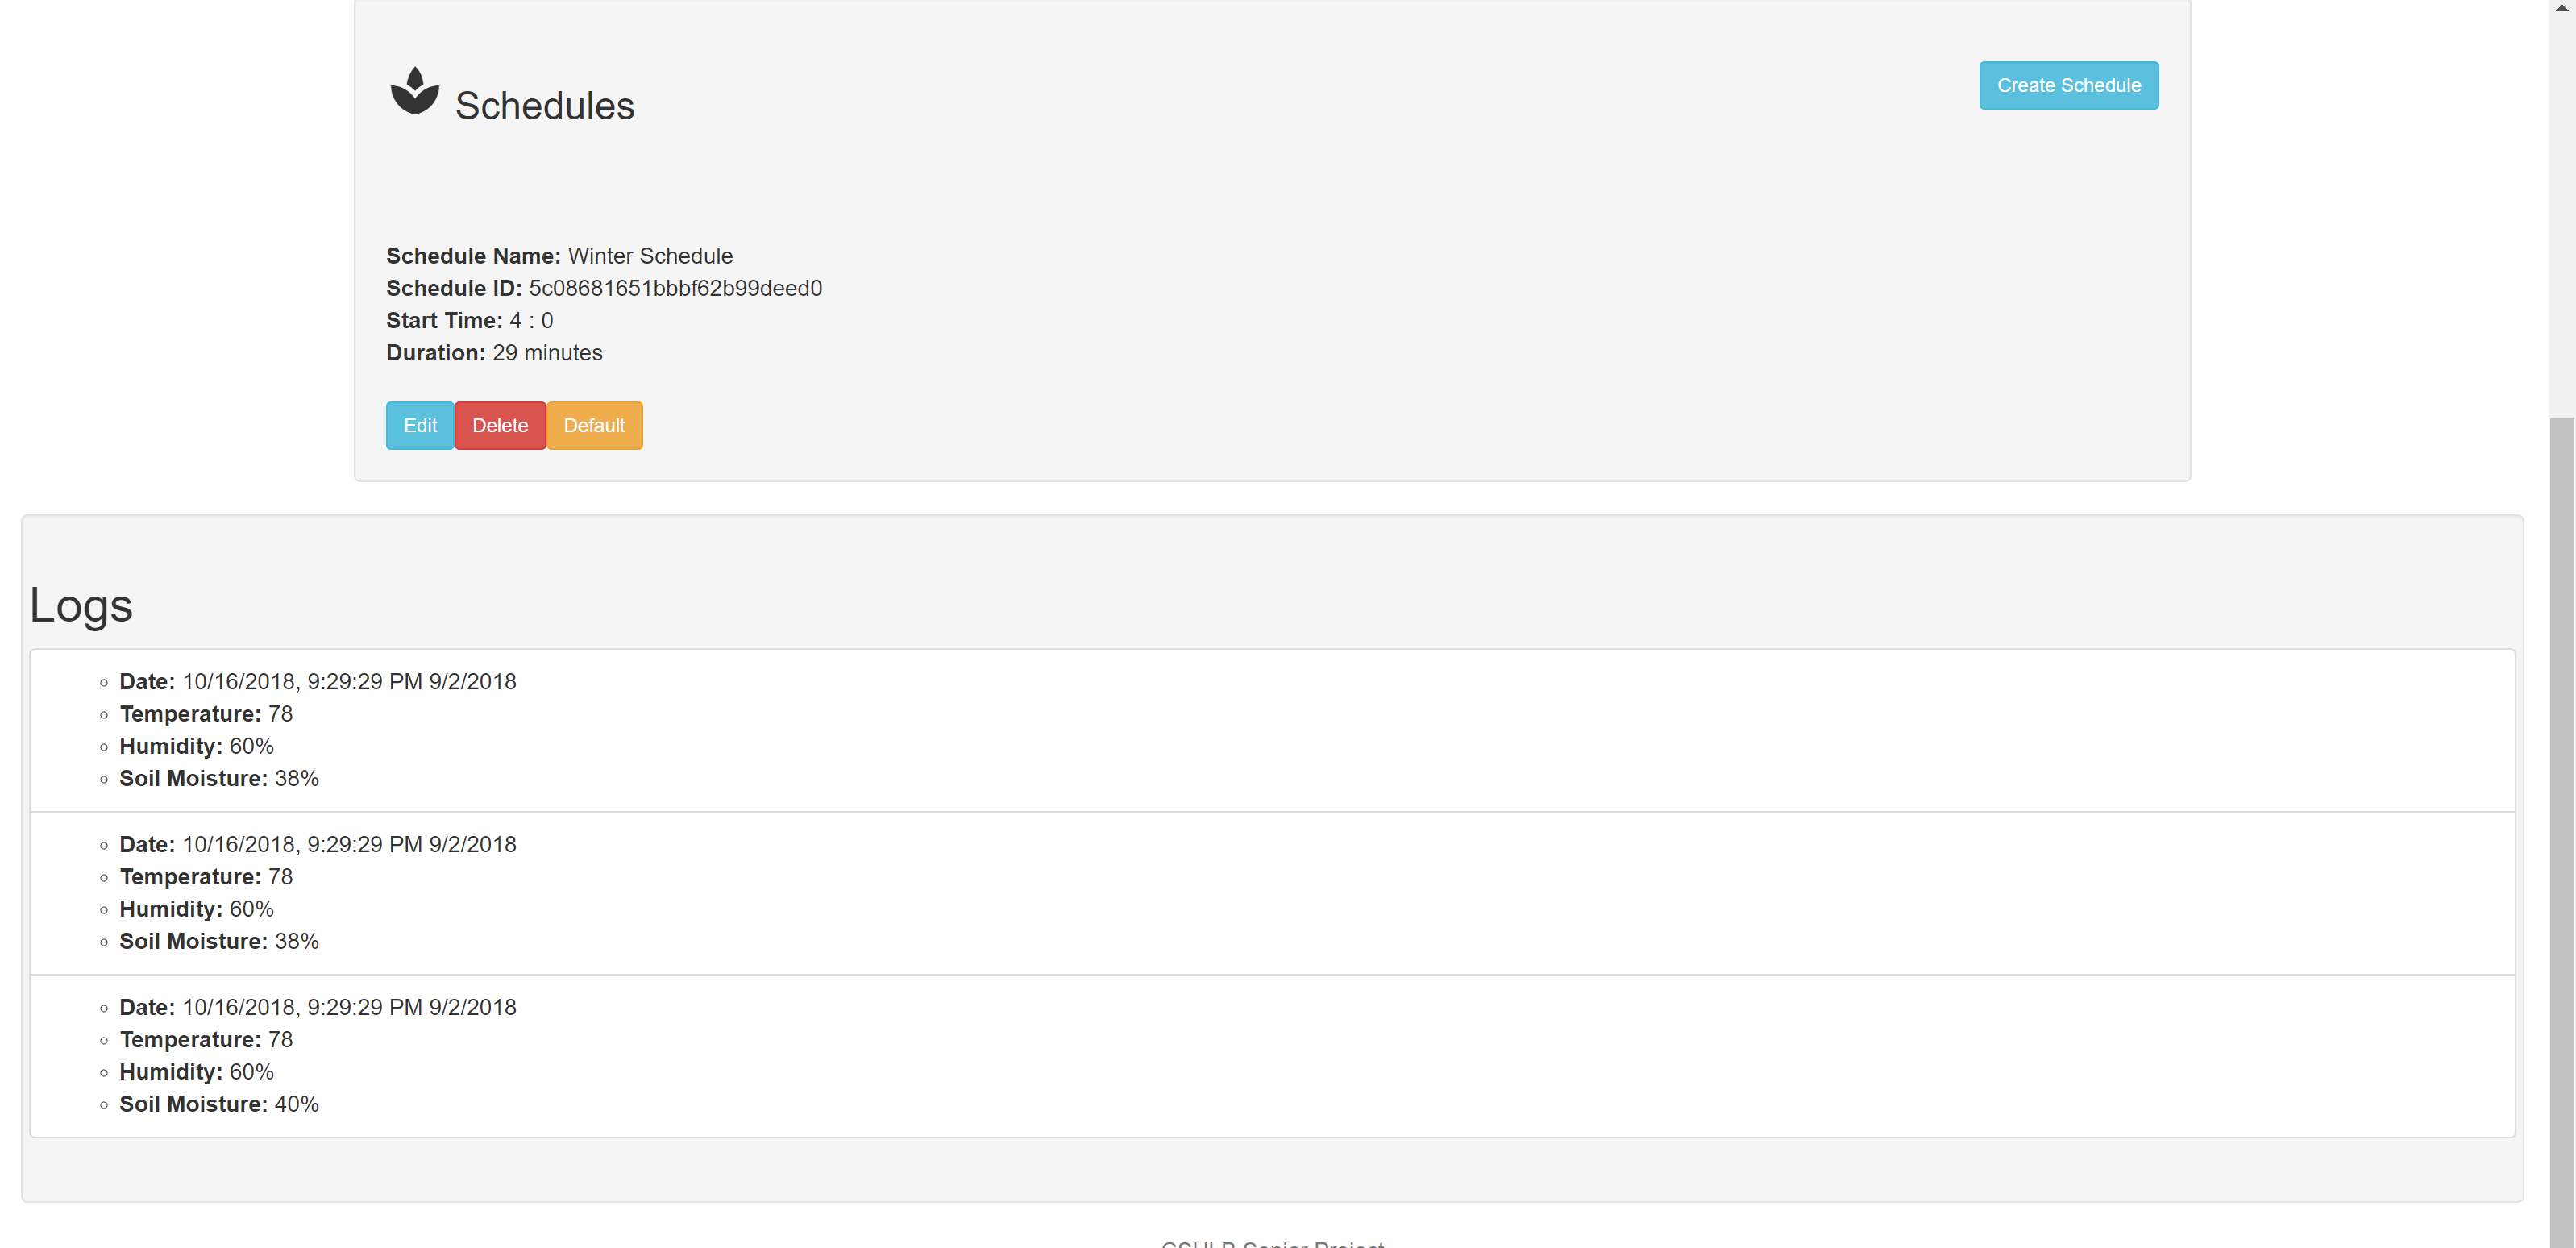 Schedules
Create Schedule
Schedule Name: Winter Schedule
Schedule ID: 5c08681651bbbf62b99deed0
Start Time: 4 : 0
Duration: 29 minutes
Edit Delete Default
Logs
Date: 10/16/2018, 9:29:29 PM 9/2/2018
Temperature: 78
Humidity: 60%
Soil Moisture: 38%
Date: 10/16/2018, 9:29:29 PM 9/2/2018
Temperature: 78
Humidity: 60%
Soil Moisture: 38%
Date: 10/16/2018, 9:29:29 PM 9/2/2018
Temperature: 78
Humidity: 60%
Soil Moisture: 40%
CSULB Senior Project